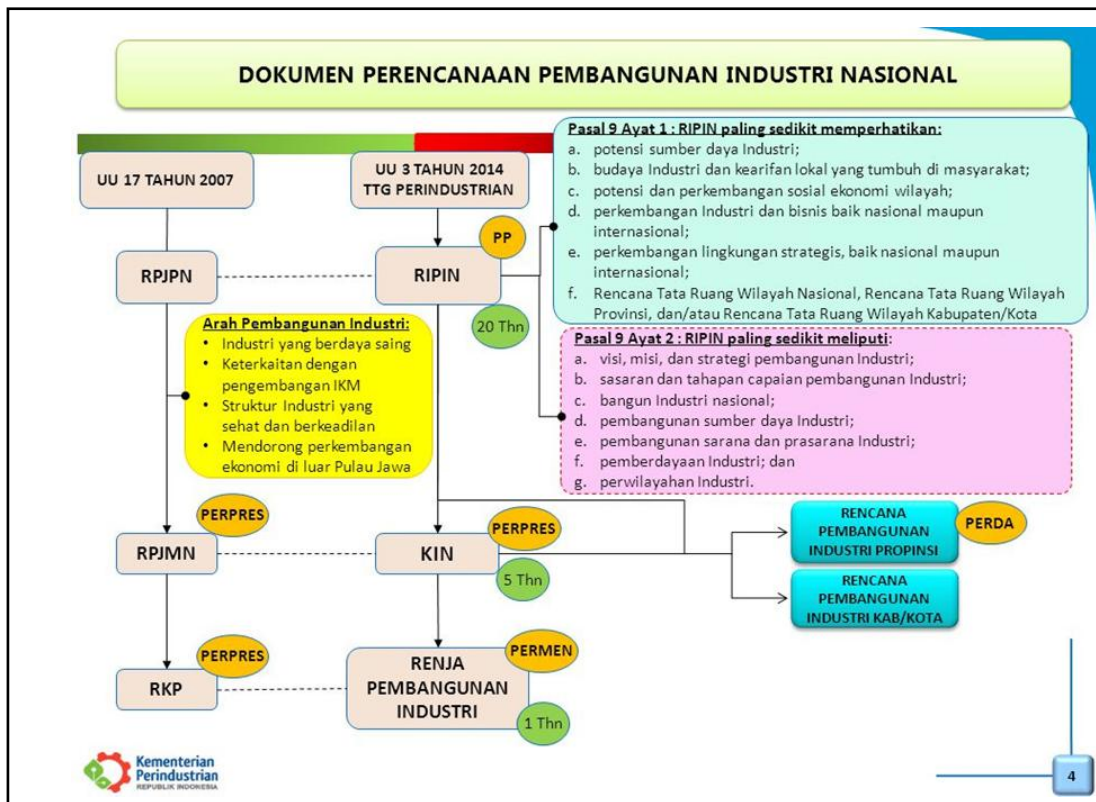 DOKUMEN PERENCANAAN PEMBANGUNAN INDUSTRI NASIONAL
UU 17 TAHUN 2007
UU 3 TAHUN 2014
TTG PERINDUSTRIAN
PP
RPJPN
RIPIN
20 Thn
Pasal 9 Ayat 1 : RIPIN paling sedikit memperhatikan:
a. potensi sumber daya Industri;
b. budaya Industri dan kearifan lokal yang tumbuh di masyarakat;
c. potensi dan perkembangan sosial ekonomi wilayah;
d. perkembangan Industri dan bisnis baik nasional maupun
internasional;
e. perkembangan lingkungan strategis, baik nasional maupun
internasional;
f. Rencana Tata Ruang Wilayah Nasional, Rencana Tata Ruang Wilayah
Provinsi, dan/atau Rencana Tata Ruang Wilayah Kabupaten/Kota
Arah Pembangunan Industri:
• Industri yang berdaya saing
• Keterkaitan dengan
pengembangan IKM
• Struktur Industri yang
sehat dan berkeadilan
• Mendorong perkembangan
ekonomi di luar Pulau Jawa
Pasal 9 Ayat 2 : RIPIN paling sedikit meliputi:
a. visi, misi, dan strategi pembangunan Industri;
b. sasaran dan tahapan capaian pembangunan Industri;
c. bangun Industri nasional;
d. pembangunan sumber daya Industri;
e. pembangunan sarana dan prasarana Industri;
f. pemberdayaan Industri; dan
g. perwilayahan Industri.
PERPRES
RPJMN
PERPRES
KIN
5 Thn
RENCANA
PEMBANGUNAN
INDUSTRI PROPINSI
PERDA
RENCANA
PEMBANGUNAN
INDUSTRI KAB/KOTA
PERPRES
RKP
PERMEN
RENJA
PEMBANGUNAN
INDUSTRI
1 Thn
Kementerian
Perindustrian
REPUBLIK INDONESIA
4